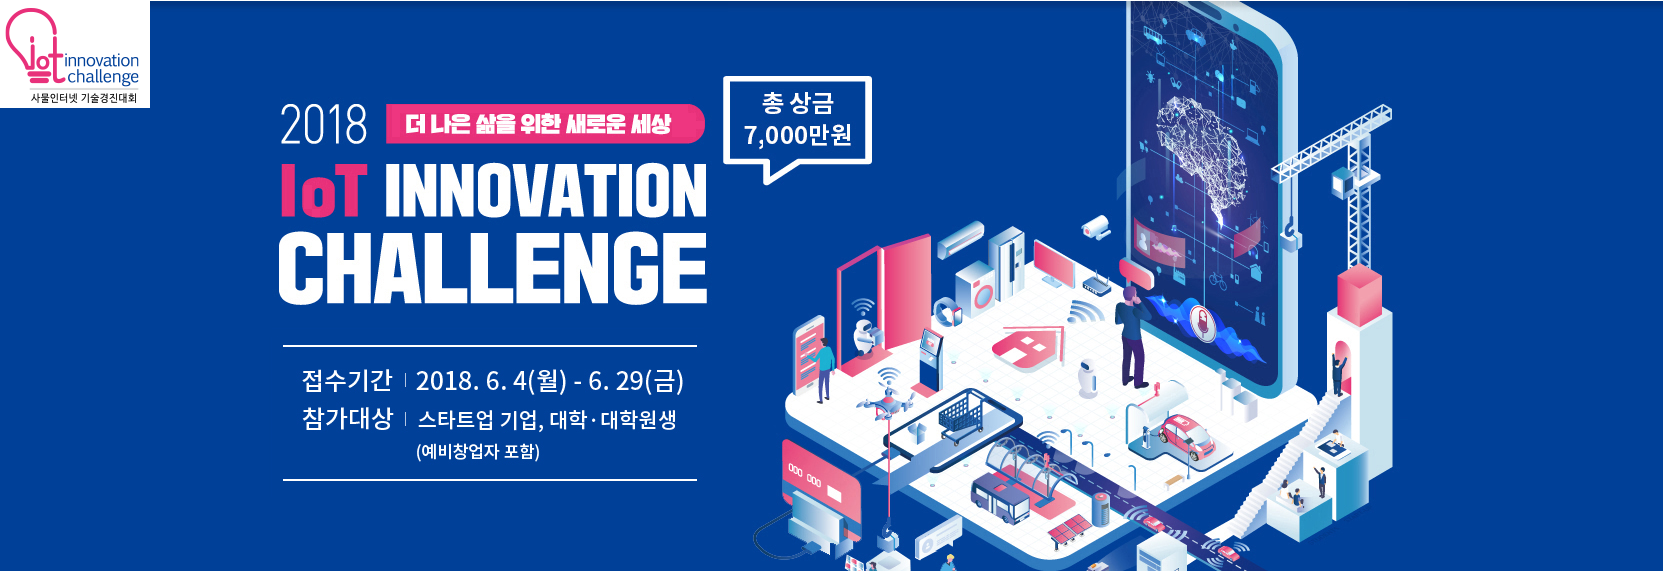 iot innovation
challenge
사물인터넷 기술경진대회
2018 더 나은 삶을 위한 새로운 세상
IoT INNOVATION
CHALLENGE
총 상금
7,000만원
접수기간 | 2018. 6. 4(월) - 6. 29(금)
참가대상 | 스타트업 기업, 대학·대학원생
(예비창업자 포함)
000 000